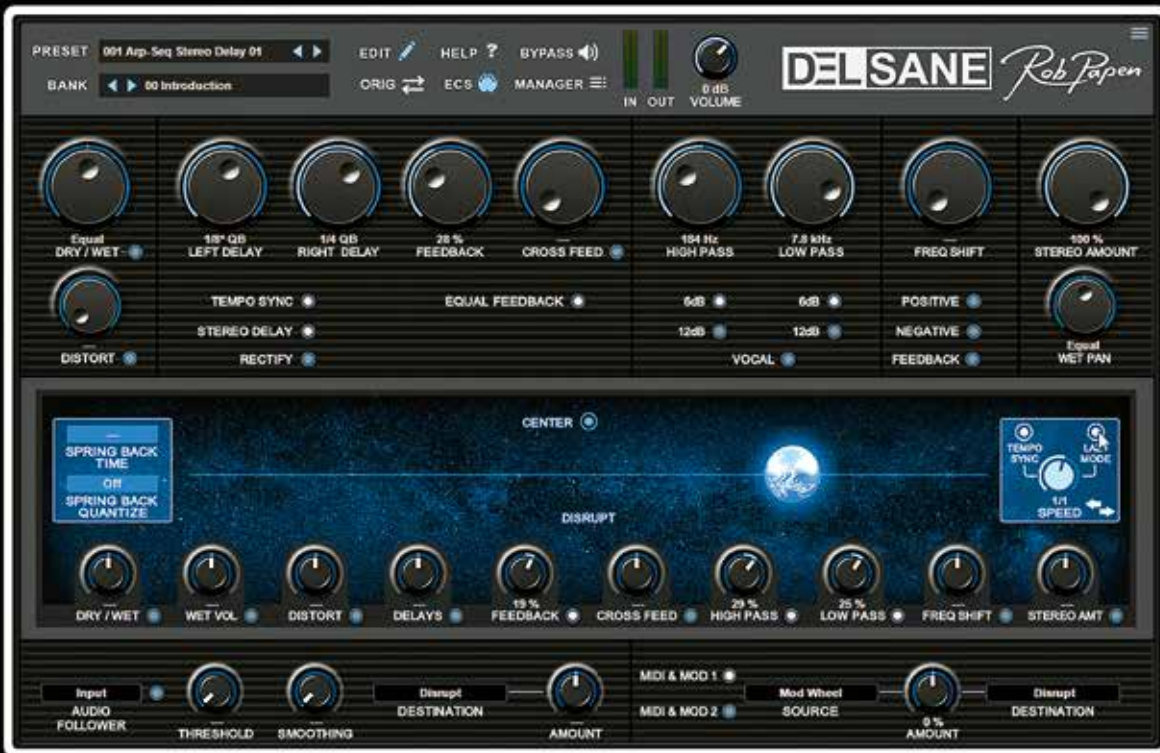 PRESET 001 Arp-Seq Stereo Delay 01 EDIT HELP ? BYPASS
BANK 00 Introduction ORIG ECS MANAGER
IN OUT 0 dB
VOLUME
DELSANE Rob Papen
Equal 1/8* QB 1/4 QB 28 % --- 184 Hz 7.8 kHz --- 100 %
DRY / WET LEFT DELAY RIGHT DELAY FEEDBACK CROSS FEED HIGH PASS LOW PASS FREQ SHIFT STEREO AMOUNT
TEMPO SYNC EQUAL FEEDBACK 6dB 6dB POSITIVE
STEREO DELAY 12dB 12dB NEGATIVE
--- Equal
DISTORT RECTIFY VOCAL FEEDBACK WET PAN
CENTER
---
SPRING BACK
TIME
Off
SPRING BACK
QUANTIZE
TEMPO
SYNC
LAZY
MODE
1/1
SPEED
DISRUPT
--- --- --- --- 19 % --- 29 % 25 % --- ---
DRY / WET WET VOL DISTORT DELAYS FEEDBACK CROSS FEED HIGH PASS LOW PASS FREQ SHIFT STEREO AMT
Input
AUDIO
FOLLOWER
---
THRESHOLD
---
SMOOTHING
Disrupt
DESTINATION
---
AMOUNT
MIDI & MOD 1
MIDI & MOD 2
Mod Wheel
SOURCE
0 %
AMOUNT
Disrupt
DESTINATION